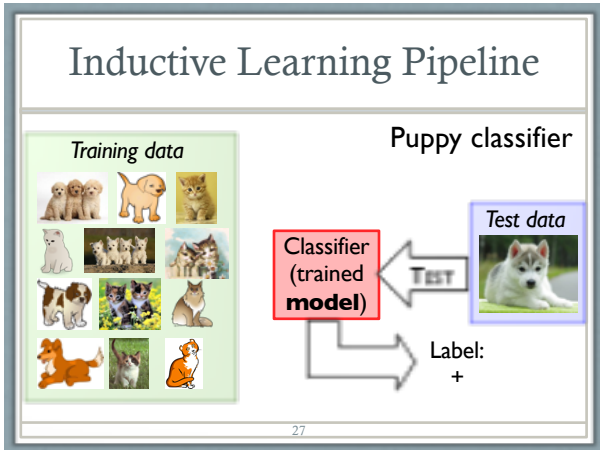 Inductive Learning Pipeline
Puppy classifier
Training data
Test data
Classifier
(trained
model)
TEST
Label:
+
27